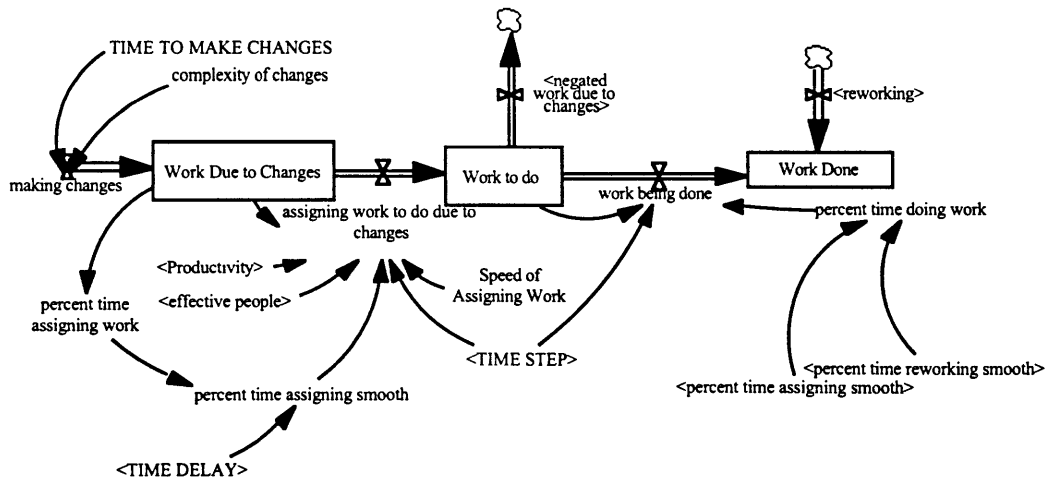 TIME TO MAKE CHANGES
complexity of changes
<negated
work due to
changes>
<reworking>
making changes
Work Due to Changes
Work to do
work being done
Work Done
assigning work to do due to
changes
percent time doing work
<Productivity>
<effective people>
Speed of
Assigning Work
percent time
assigning work
<TIME STEP>
<percent time reworking smooth>
<percent time assigning smooth>
percent time assigning smooth
<TIME DELAY>